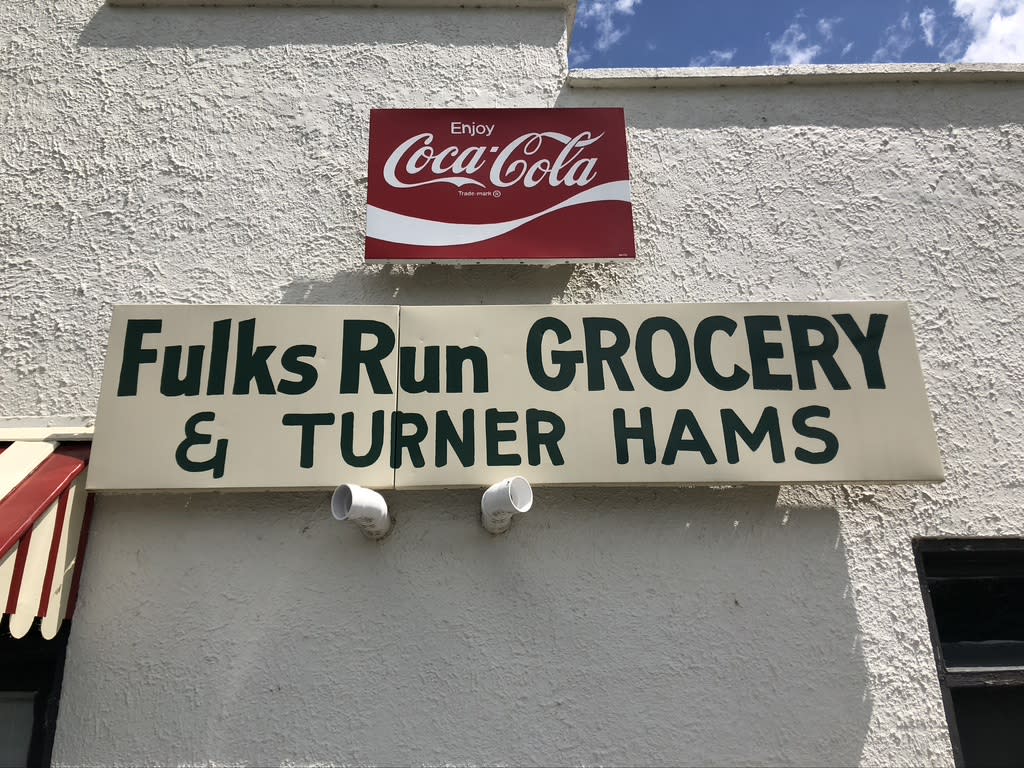 Enjoy
Coca-Cola
Trade-mark ®
Fulks Run GROCERY
& TURNER HAMS